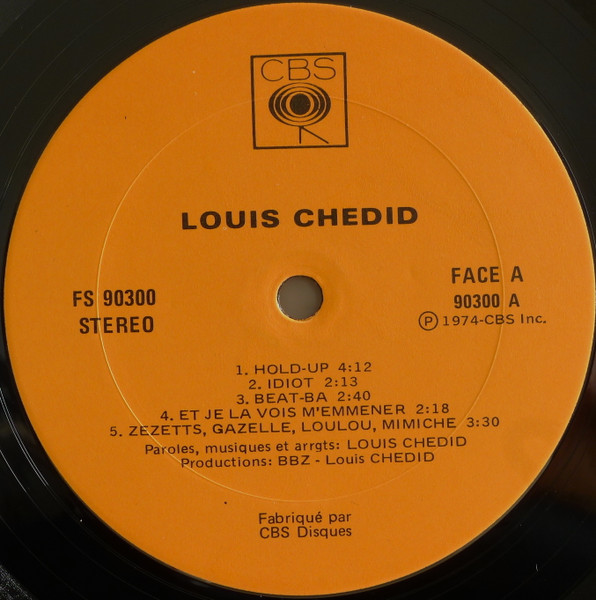 CBS
LOUIS CHEDID
FS 90300
STEREO
FACE A
90300 A
Ⓟ 1974-CBS Inc.
1. HOLD-UP 4:12
2. IDIOT 2:13
3. BEAT-BA 2:40
4. ET JE LA VOIS M'EMMENER 2:18
5. ZEZETTS, GAZELLE, LOULOU, MIMICHE 3:30
Paroles, musiques et arrgts: LOUIS CHEDID
Productions: BBZ - Louis CHEDID
Fabriqué par
CBS Disques